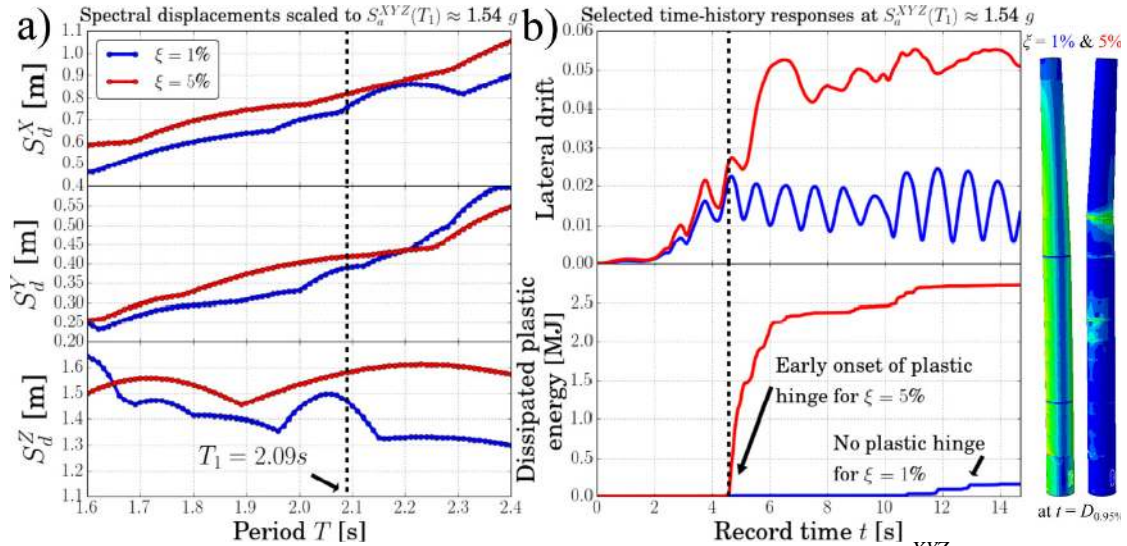 a)
Spectral displacements scaled to $S_a^{XYZ}(T_1) \approx 1.54$ g
ξ = 1%
ξ = 5%
$S_d^X$ [m]
1.1
1.0
0.9
0.8
0.7
0.6
0.5
0.4
$S_d^Y$ [m]
0.50
0.45
0.40
0.35
0.30
0.25
0.20
$S_d^Z$ [m]
1.6
1.5
1.4
1.3
1.2
1.1
$T_1 = 2.09s$
1.6 1.7 1.8 1.9 2.0 2.1 2.2 2.3 2.4
Period T [s]
b)
Selected time-history responses at $S_a^{XYZ}(T_1) \approx 1.54$ g
Lateral drift
0.06
0.05
0.04
0.03
0.02
0.01
0.00
Dissipated plastic
energy [MJ]
2.5
2.0
1.5
1.0
0.5
0.0
Early onset of plastic
hinge for ξ = 5%
No plastic hinge
for ξ = 1%
0 2 4 6 8 10 12 14
Record time t [s]
ξ = 1% & 5%
at $t = D_{0.95\%}$
XYZ